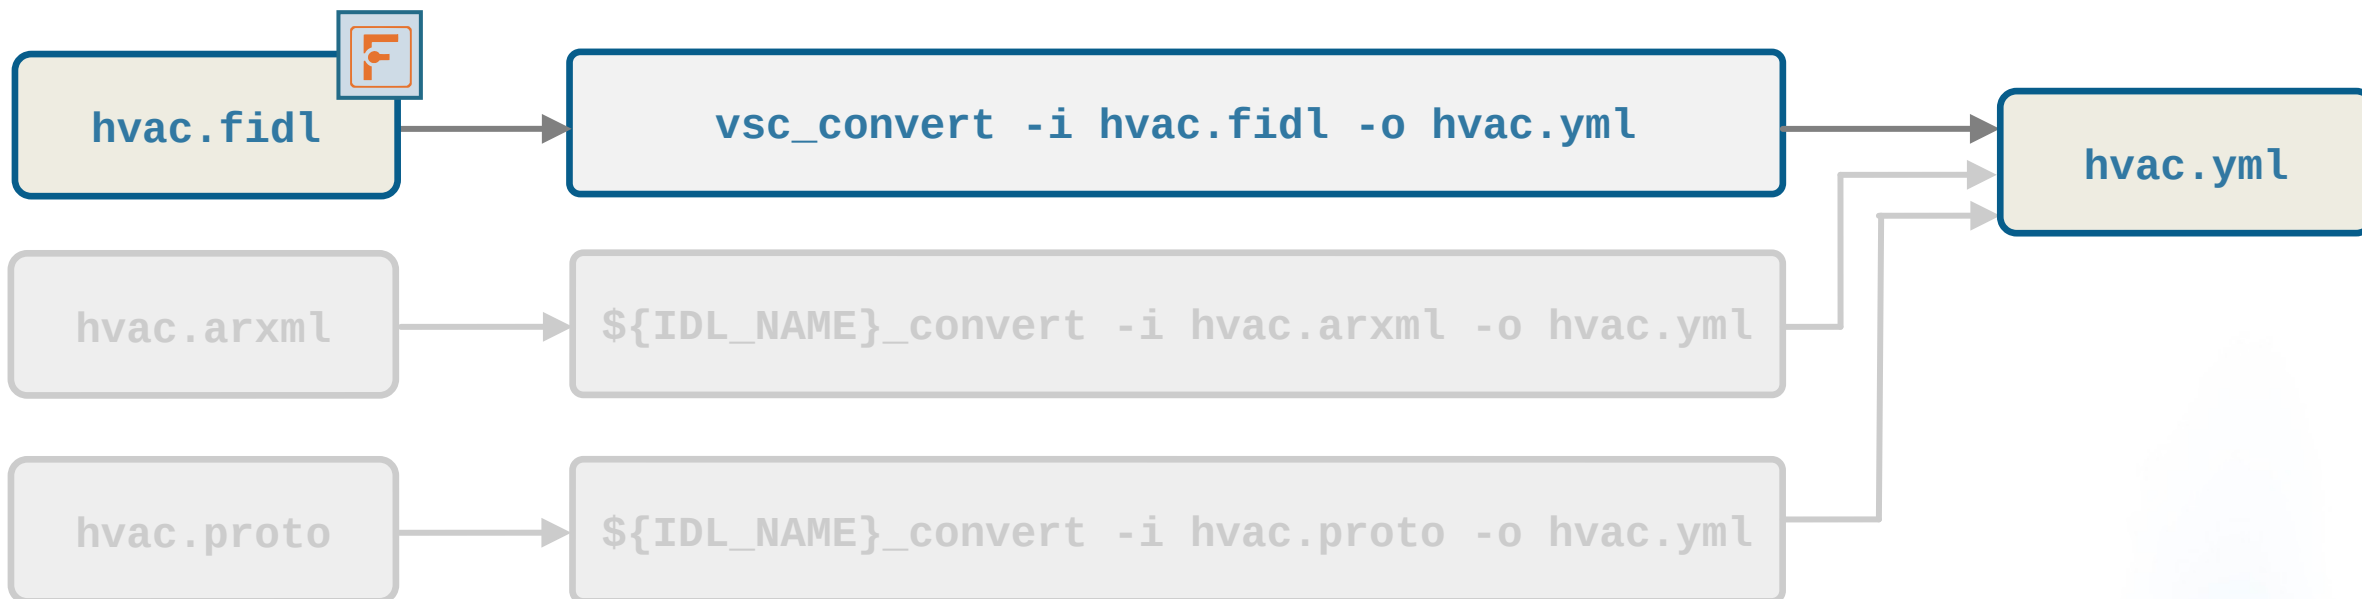 hvac.fidl
vsc_convert -i hvac.fidl -o hvac.yml
hvac.yml
hvac.arxml
${IDL_NAME}_convert -i hvac.arxml -o hvac.yml
hvac.proto
${IDL_NAME}_convert -i hvac.proto -o hvac.yml